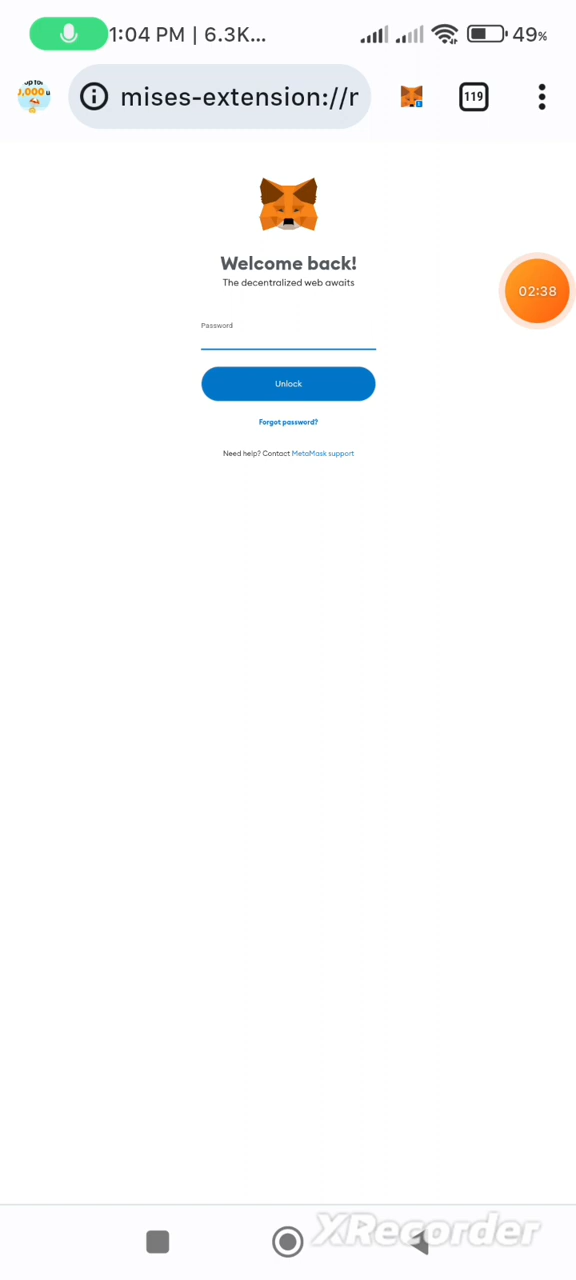 1:04 PM | 6.3K... 49%
mises-extension://r 119
Welcome back!
The decentralized web awaits
02:38
Password
Unlock
Forgot password?
Need help? Contact MetaMask support
XRecorder